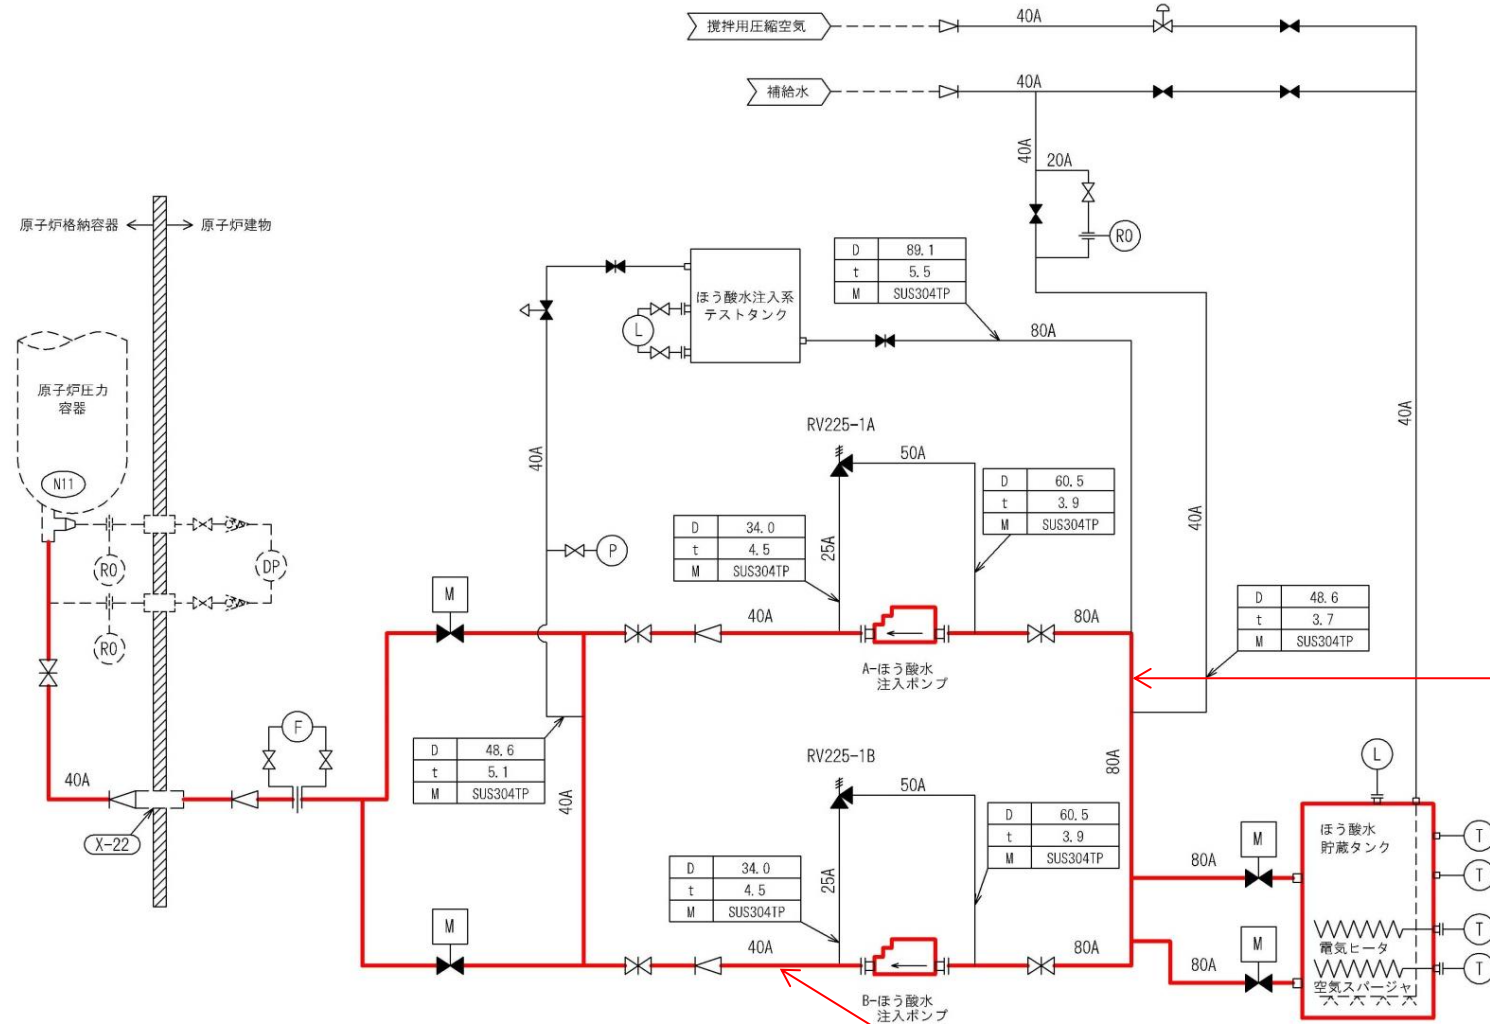 攪拌用圧縮空気
40A
補給水
40A
40A
20A
RO
原子炉格納容器
原子炉建物
D 89.1
t 5.5
M SUS304TP
ほう酸水注入系
テストタンク
L
80A
原子炉圧力
容器
N11
40A
RV225-1A
50A
D 60.5
t 3.9
M SUS304TP
40A
40A
D 34.0
t 4.5
M SUS304TP
25A
P
RO
DP
RO
M
40A
80A
A-ほう酸水
注入ポンプ
D 48.6
t 3.7
M SUS304TP
F
D 48.6
t 5.1
M SUS304TP
40A
RV225-1B
50A
80A
L
40A
X-22
D 60.5
t 3.9
M SUS304TP
D 34.0
t 4.5
M SUS304TP
25A
80A
M
ほう酸水
貯蔵タンク
T
T
M
40A
80A
80A
M
電気ヒータ
T
空気スパージャ
T
B-ほう酸水
注入ポンプ